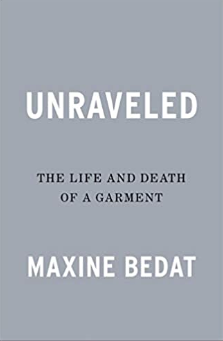 UNRAVELED
THE LIFE AND DEATH
OF A GARMENT
MAXINE BEDAT